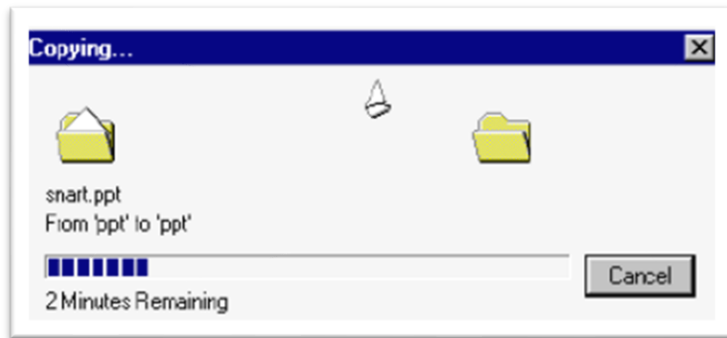 Copying...
snart.ppt
From 'ppt' to 'ppt'
Cancel
2 Minutes Remaining